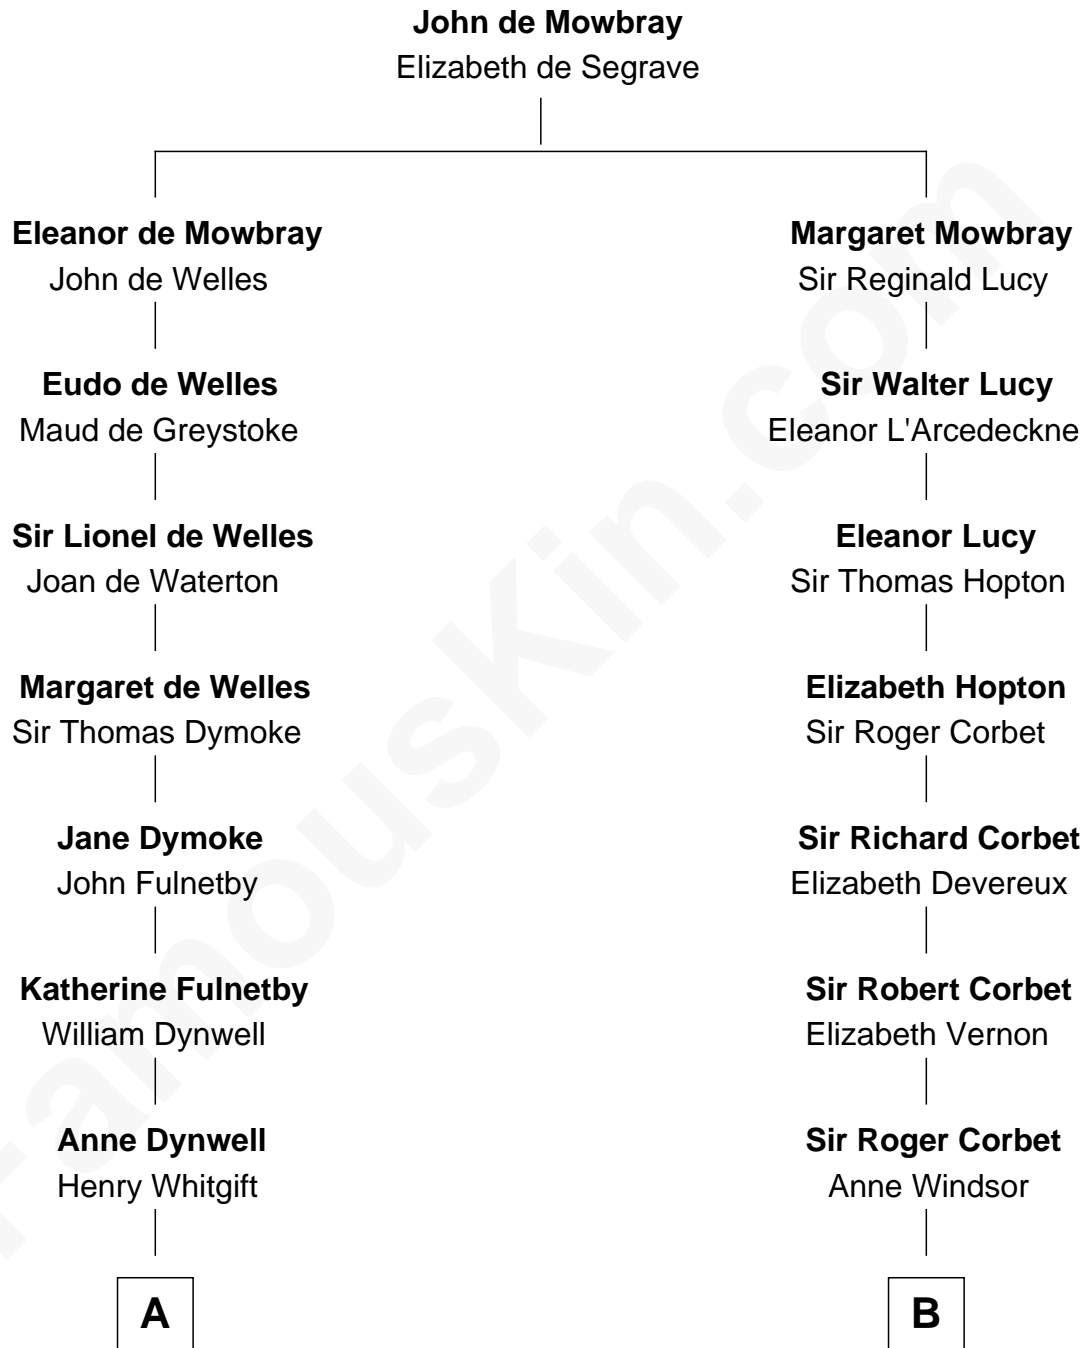 John de Mowbray
Elizabeth de Segrave
Eleanor de Mowbray
John de Welles
Margaret Mowbray
Sir Reginald Lucy
Eudo de Welles
Maud de Greystoke
Sir Walter Lucy
Eleanor L'Arcedeckne
Sir Lionel de Welles
Joan de Waterton
Eleanor Lucy
Sir Thomas Hopton
Margaret de Welles
Sir Thomas Dymoke
Elizabeth Hopton
Sir Roger Corbet
Jane Dymoke
John Fulnetby
Sir Richard Corbet
Elizabeth Devereux
Katherine Fulnetby
William Dynwell
Sir Robert Corbet
Elizabeth Vernon
Anne Dynwell
Henry Whitgift
Sir Roger Corbet
Anne Windsor
A
B
FamousKin.com